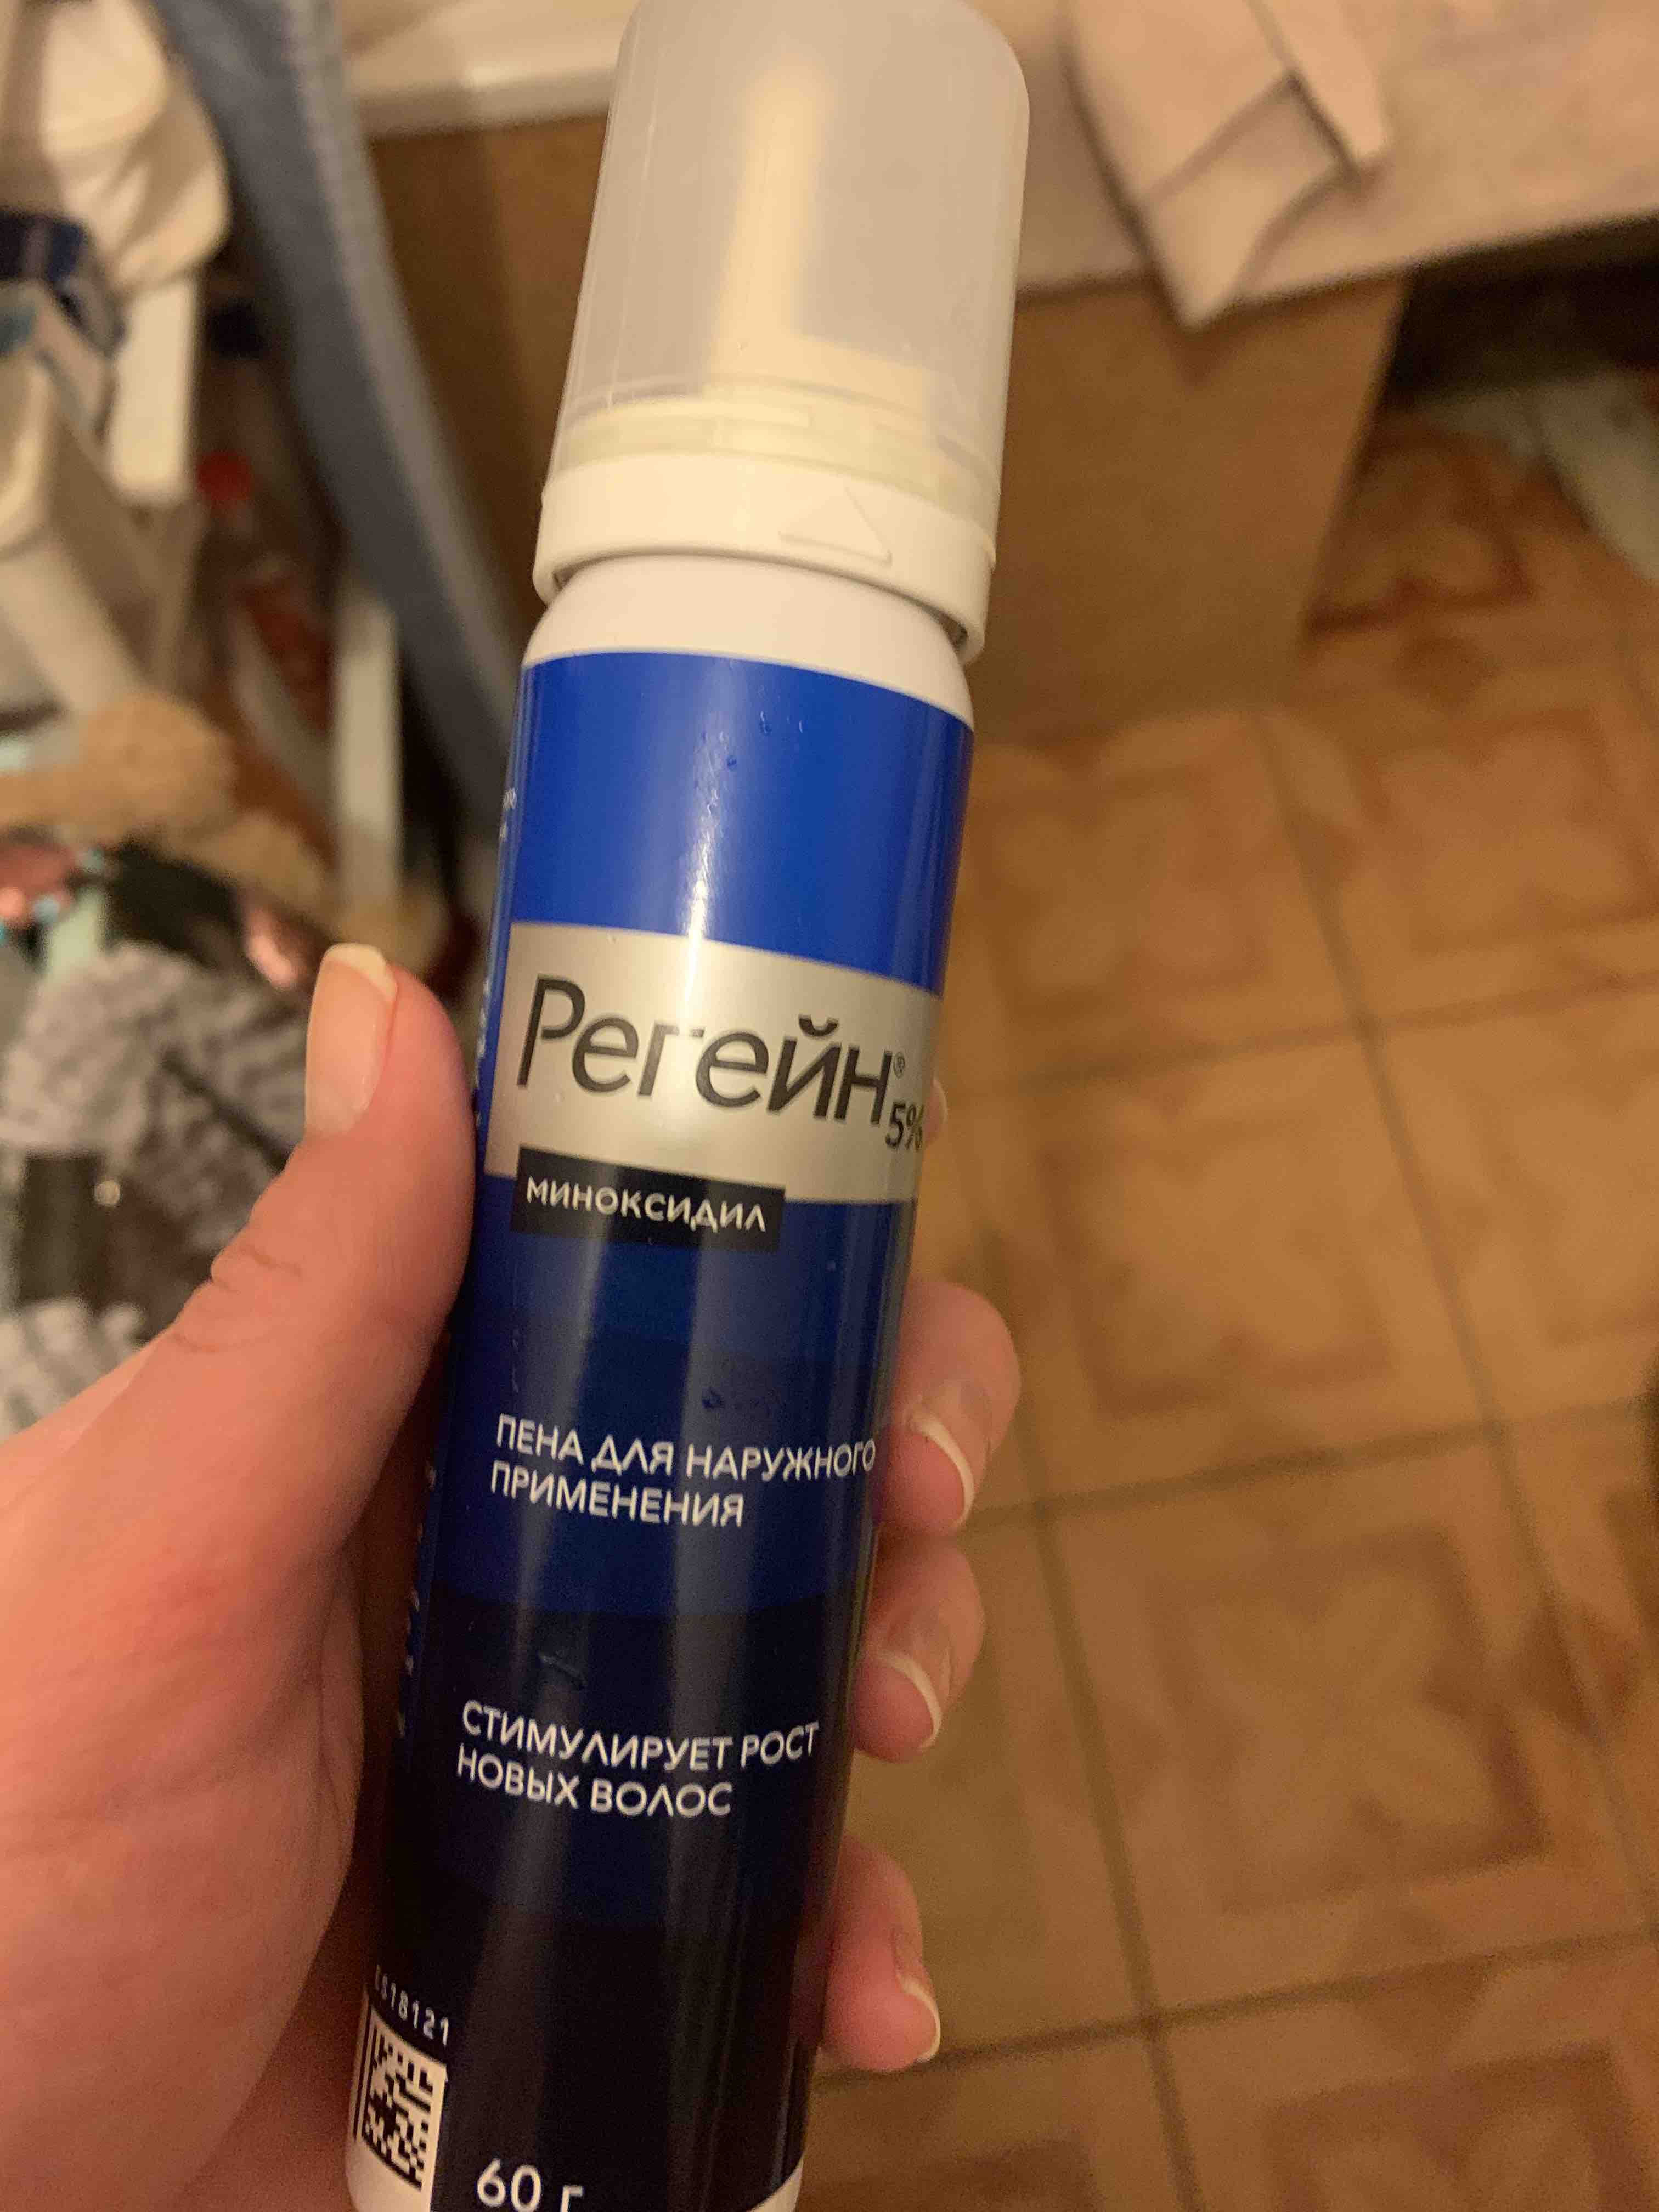 Регейн®
5%
МИНОКСИДИЛ
ПЕНА ДЛЯ НАРУЖНОГО
ПРИМЕНЕНИЯ
СТИМУЛИРУЕТ РОСТ
НОВЫХ ВОЛОС
60 г